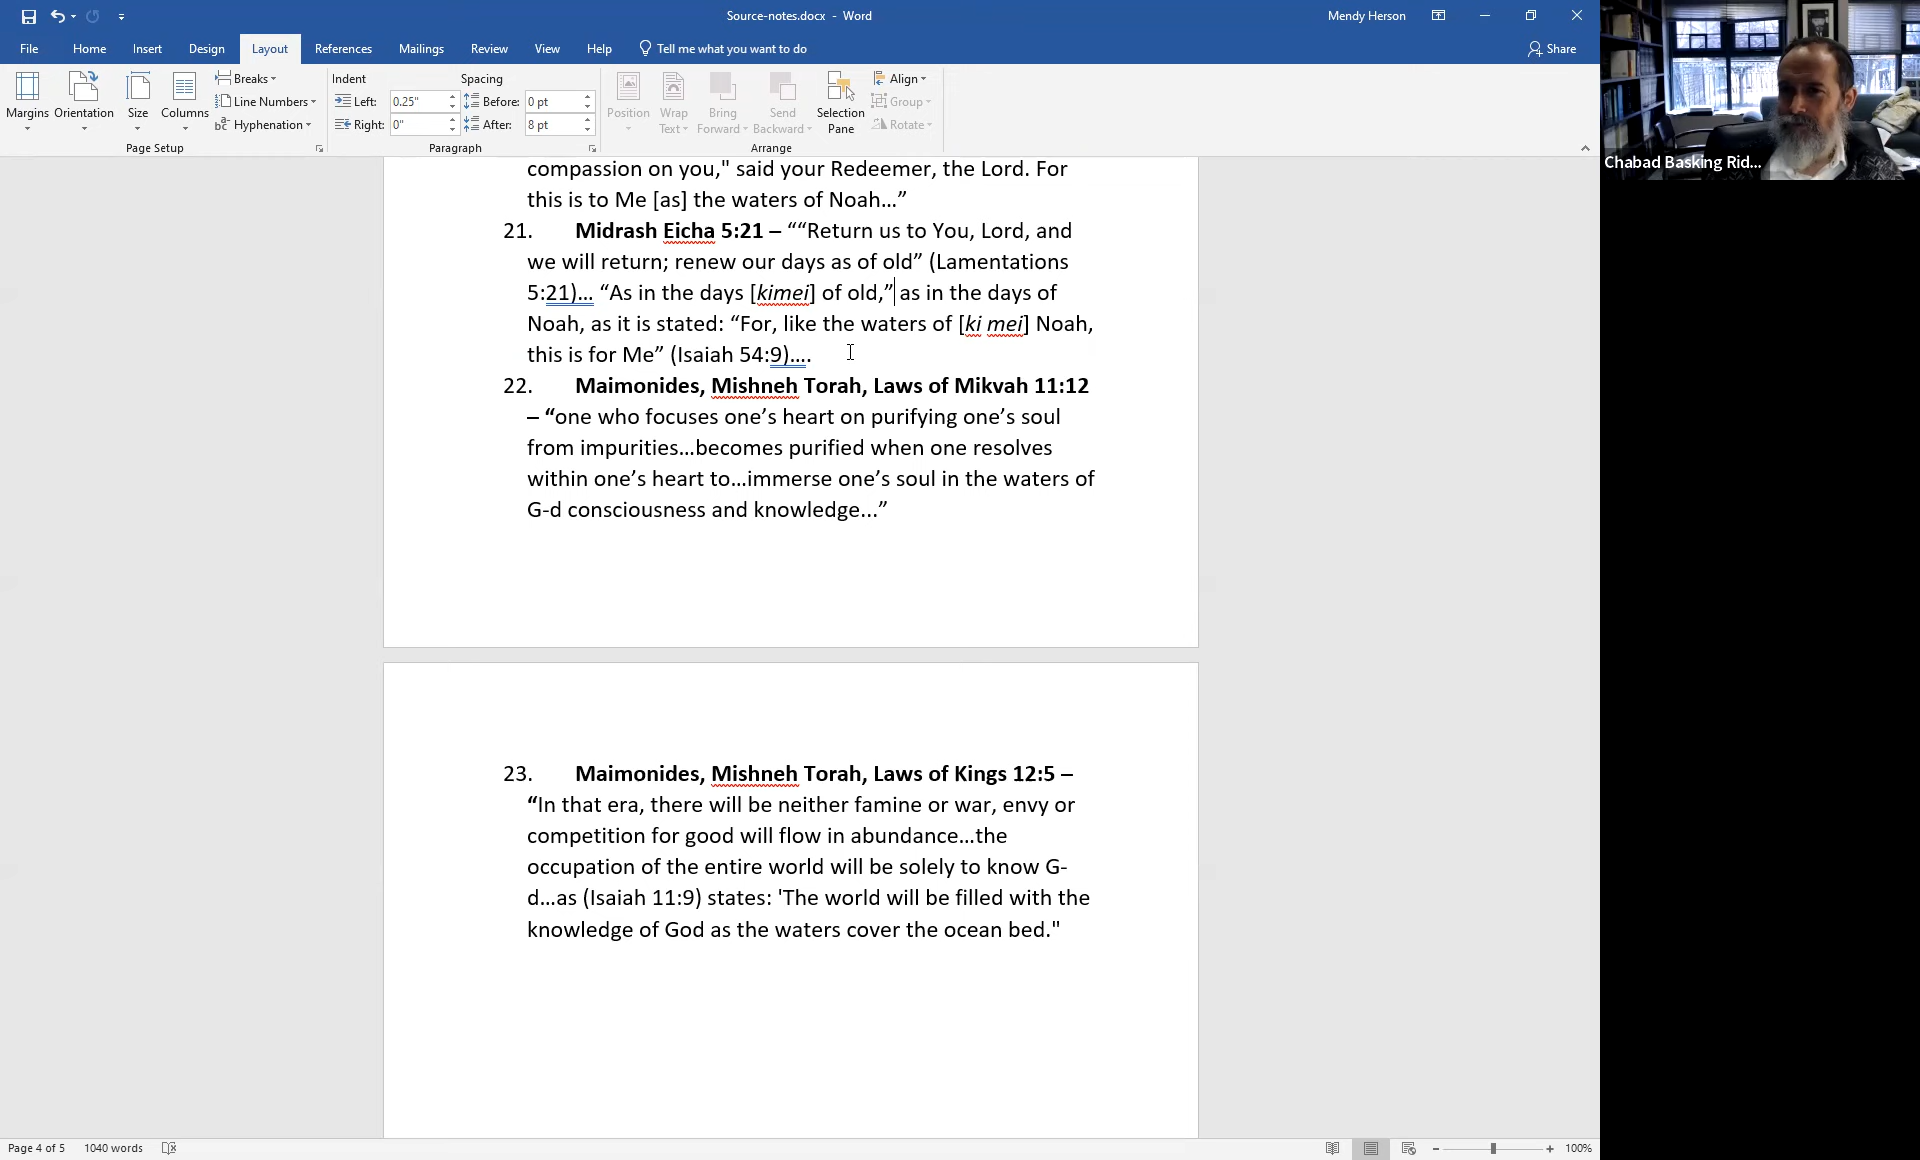 Source-notes.docx - Word
Mendy Herson
File Home Insert Design Layout References Mailings Review View Help Tell me what you want to do
Share
Margins
Orientation
Size
Columns
Breaks
Line Numbers
Hyphenation
Page Setup
Indent
Left: 0.25"
Right: 0"
Spacing
Before: 0 pt
After: 8 pt
Paragraph
Position
Wrap Text
Bring Forward
Send Backward
Selection Pane
Align
Group
Rotate
Arrange
Chabad Basking Rid...
compassion on you," said your Redeemer, the Lord. For
this is to Me [as] the waters of Noah…”
21. Midrash Eicha 5:21 – ““Return us to You, Lord, and
we will return; renew our days as of old” (Lamentations
5:21)… “As in the days [kimei] of old,” as in the days of
Noah, as it is stated: “For, like the waters of [ki mei] Noah,
this is for Me” (Isaiah 54:9)….
22. Maimonides, Mishneh Torah, Laws of Mikvah 11:12
– “one who focuses one’s heart on purifying one’s soul
from impurities…becomes purified when one resolves
within one’s heart to…immerse one’s soul in the waters of
G-d consciousness and knowledge...”
23. Maimonides, Mishneh Torah, Laws of Kings 12:5 –
“In that era, there will be neither famine or war, envy or
competition for good will flow in abundance…the
occupation of the entire world will be solely to know G-
d…as (Isaiah 11:9) states: 'The world will be filled with the
knowledge of God as the waters cover the ocean bed."
Page 4 of 5 1040 words
100%